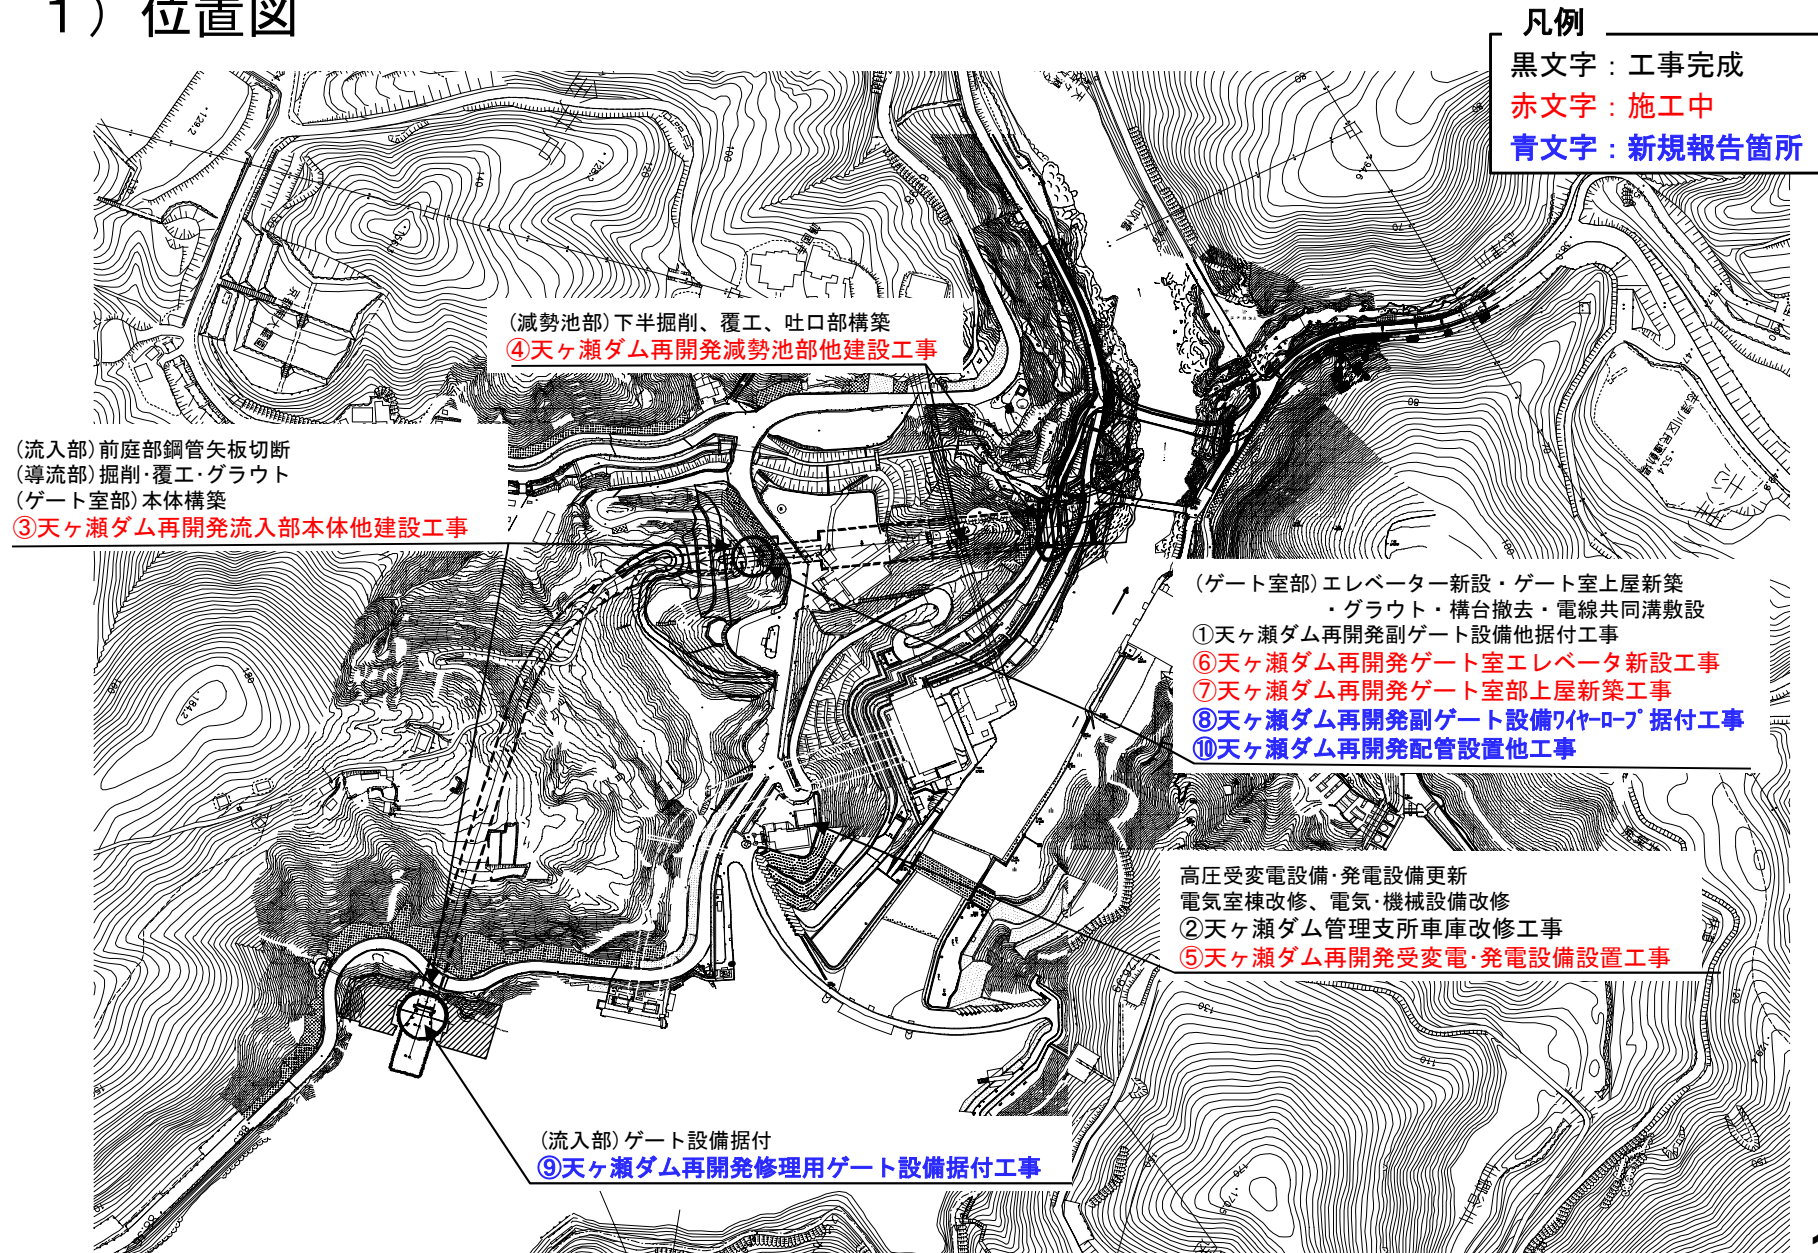 1）位置図
凡例
黒文字：工事完成
赤文字：施工中
青文字：新規報告箇所
(減勢池部)下半掘削、覆工、吐口部構築
④天ヶ瀬ダム再開発減勢池部他建設工事
(流入部)前庭部鋼管矢板切断
(導流部)掘削･覆工･グラウト
(ゲート室部)本体構築
③天ヶ瀬ダム再開発流入部本体他建設工事
(ゲート室部)エレベーター新設・ゲート室上屋新築
・グラウト・構台撤去・電線共同溝敷設
①天ヶ瀬ダム再開発副ゲート設備他据付工事
⑥天ヶ瀬ダム再開発ゲート室エレベータ新設工事
⑦天ヶ瀬ダム再開発ゲート室部上屋新築工事
⑧天ヶ瀬ダム再開発副ゲート設備ﾜｲﾔｰﾛｰﾌﾟ据付工事
⑩天ヶ瀬ダム再開発配管設置他工事
高圧受変電設備･発電設備更新
電気室棟改修、電気･機械設備改修
②天ヶ瀬ダム管理支所車庫改修工事
⑤天ヶ瀬ダム再開発受変電･発電設備設置工事
(流入部)ゲート設備据付
⑨天ヶ瀬ダム再開発修理用ゲート設備据付工事
129.2
128.2
140
120
100
194.6
80
70
184.2
180
130
110
120
170